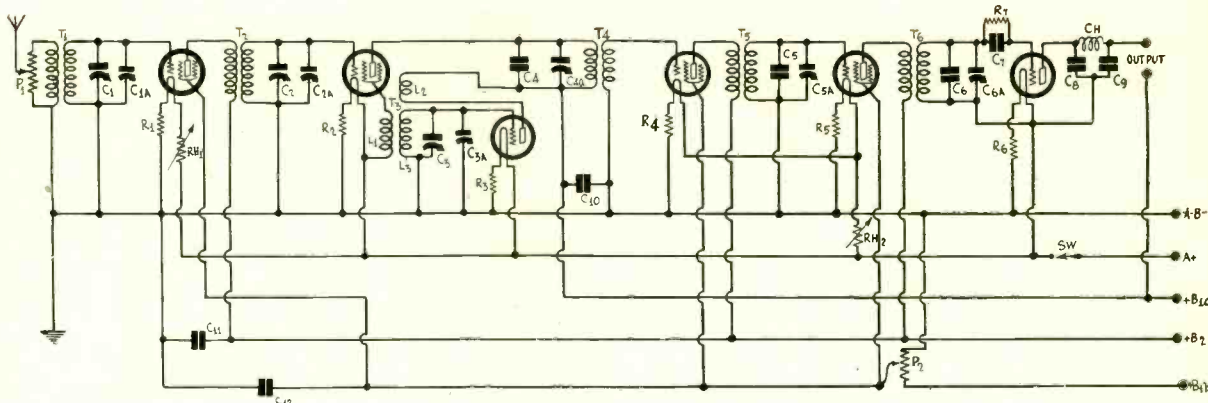 T1
T2
T4
T5
T6
R7
C7
CH
OUTPUT
P1
C1
C1A
C2
C2A
L2
C4
C4A
C5
C5A
C6
C6A
C8
C9
T3
R1
RH1
R2
L1
L3
C3
C3A
R3
C10
R4
R5
R6
RH2
SW
A-B-
A+
C11
+B2
P2